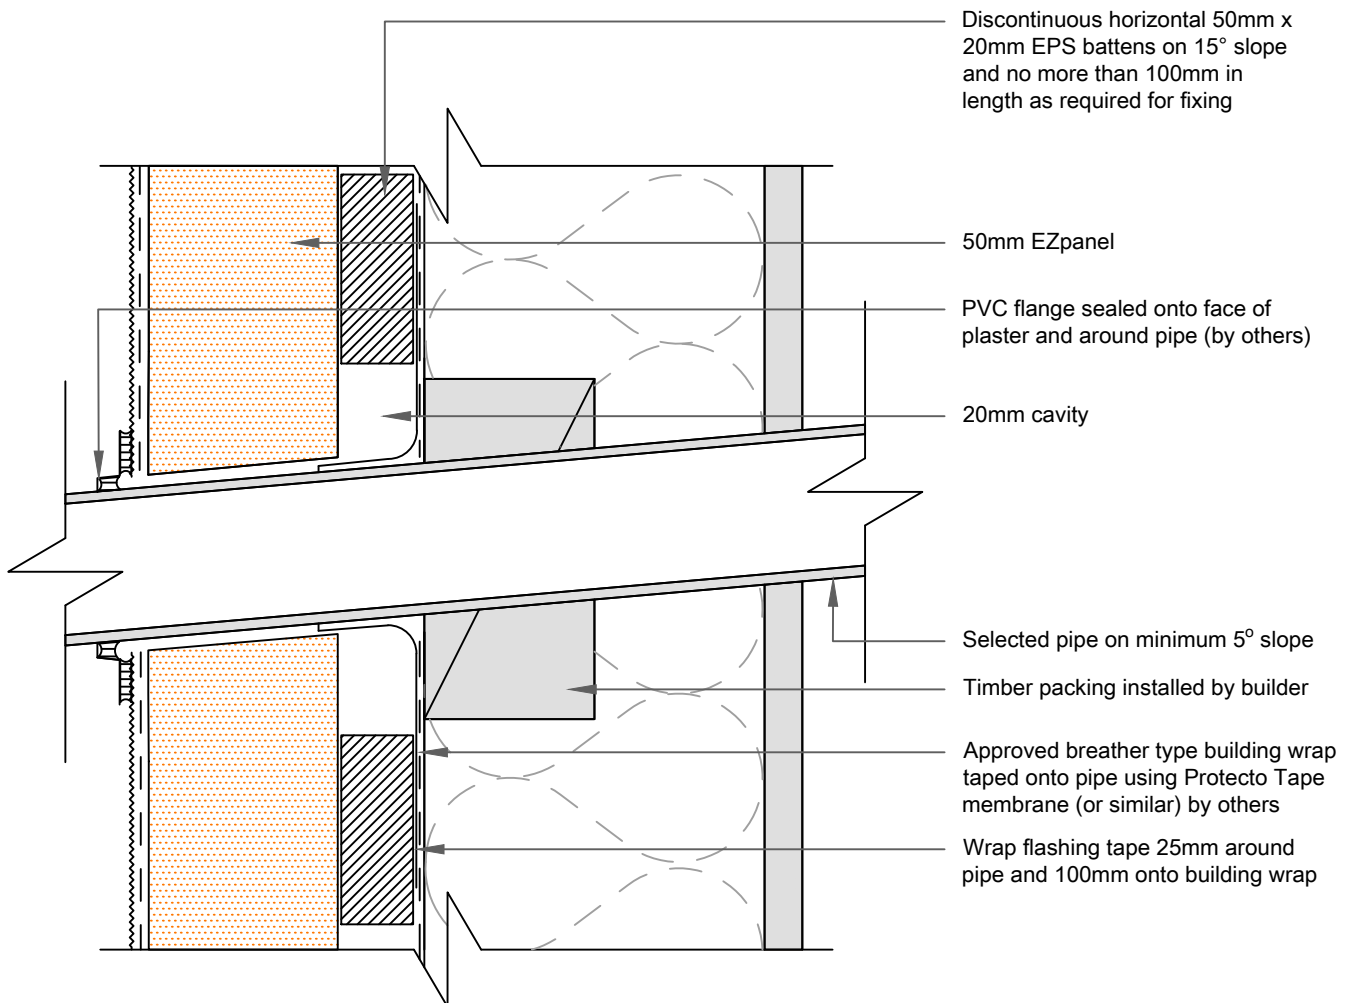 Discontinuous horizontal 50mm x
20mm EPS battens on 15° slope
and no more than 100mm in
length as required for fixing
50mm EZpanel
PVC flange sealed onto face of
plaster and around pipe (by others)
20mm cavity
Selected pipe on minimum 5° slope
Timber packing installed by builder
Approved breather type building wrap
taped onto pipe using Protecto Tape
membrane (or similar) by others
Wrap flashing tape 25mm around
pipe and 100mm onto building wrap